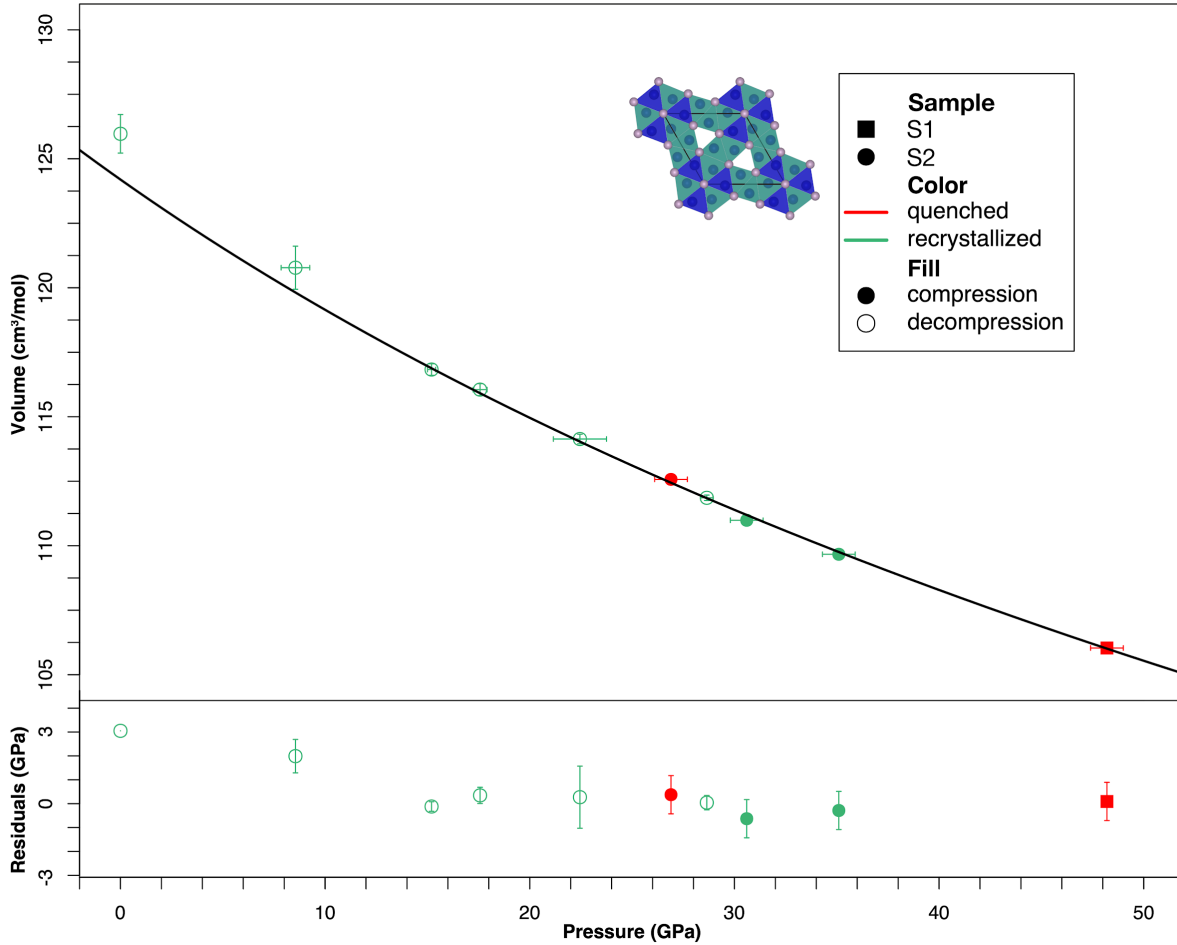 130
125
120
115
110
105
Volume (cm³/mol)
Sample
S1
S2
Color
quenched
recrystallized
Fill
compression
decompression
3
0
-3
Residuals (GPa)
0
10
20
30
40
50
Pressure (GPa)